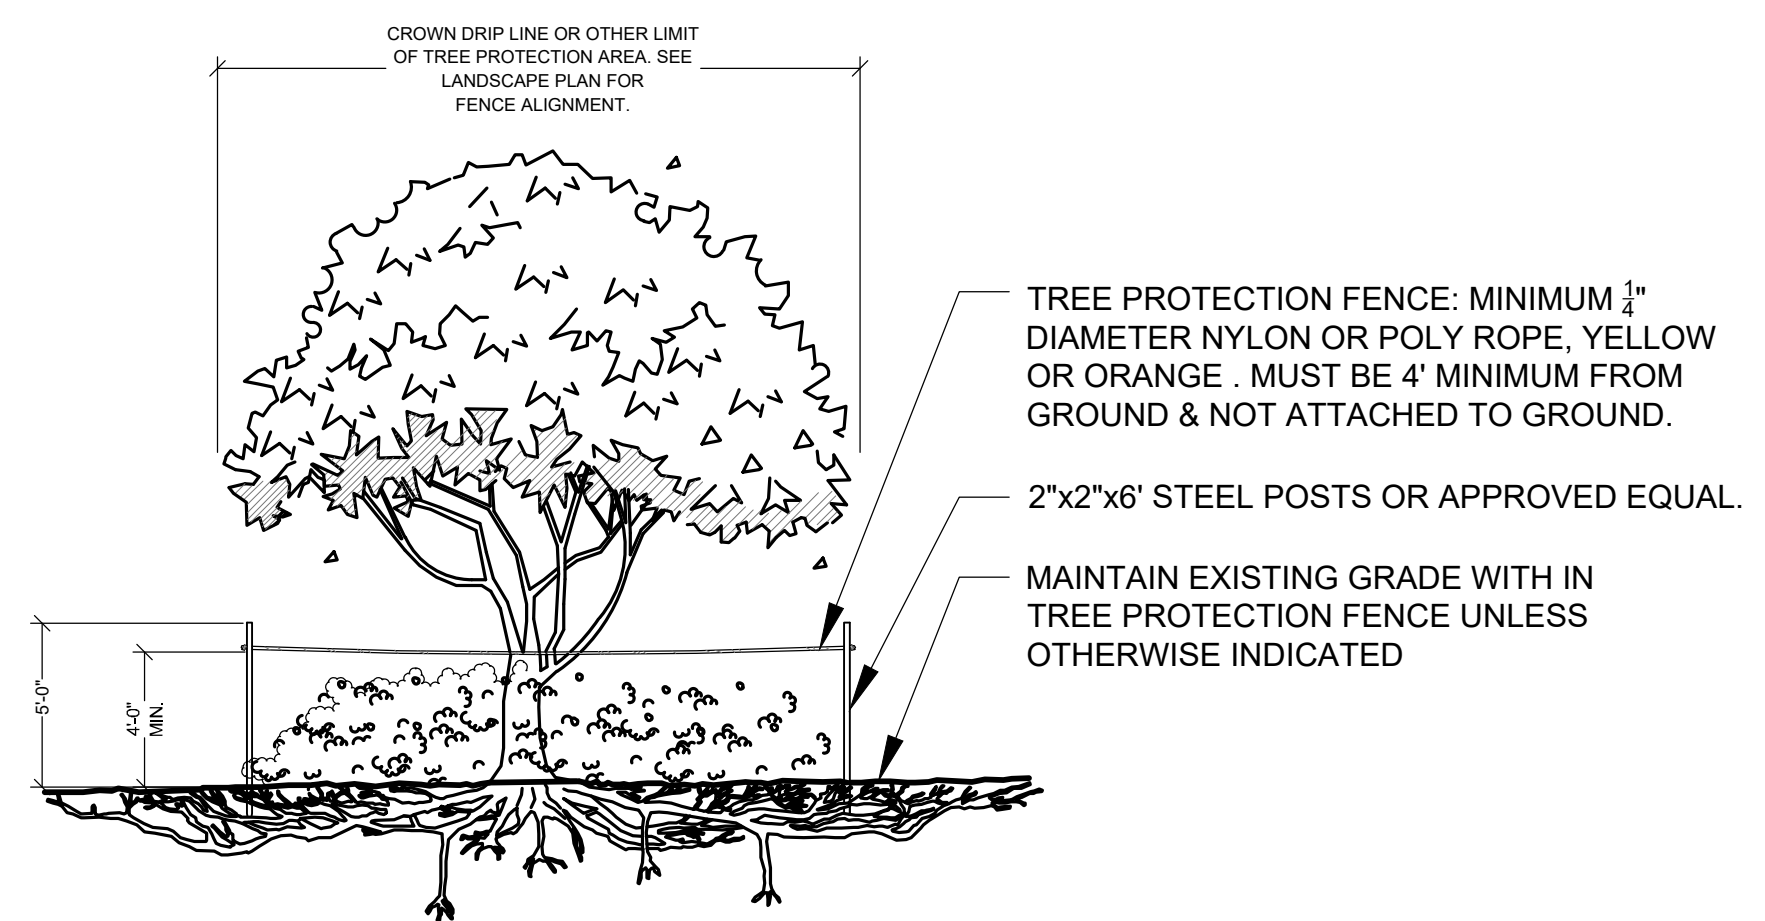 CROWN DRIP LINE OR OTHER LIMIT
OF TREE PROTECTION AREA. SEE
LANDSCAPE PLAN FOR
FENCE ALIGNMENT.
TREE PROTECTION FENCE: MINIMUM 1/4"
DIAMETER NYLON OR POLY ROPE, YELLOW
OR ORANGE . MUST BE 4' MINIMUM FROM
GROUND & NOT ATTACHED TO GROUND.
2"x2"x6' STEEL POSTS OR APPROVED EQUAL.
MAINTAIN EXISTING GRADE WITH IN
TREE PROTECTION FENCE UNLESS
OTHERWISE INDICATED
5'-0"
4'-0"
MIN.